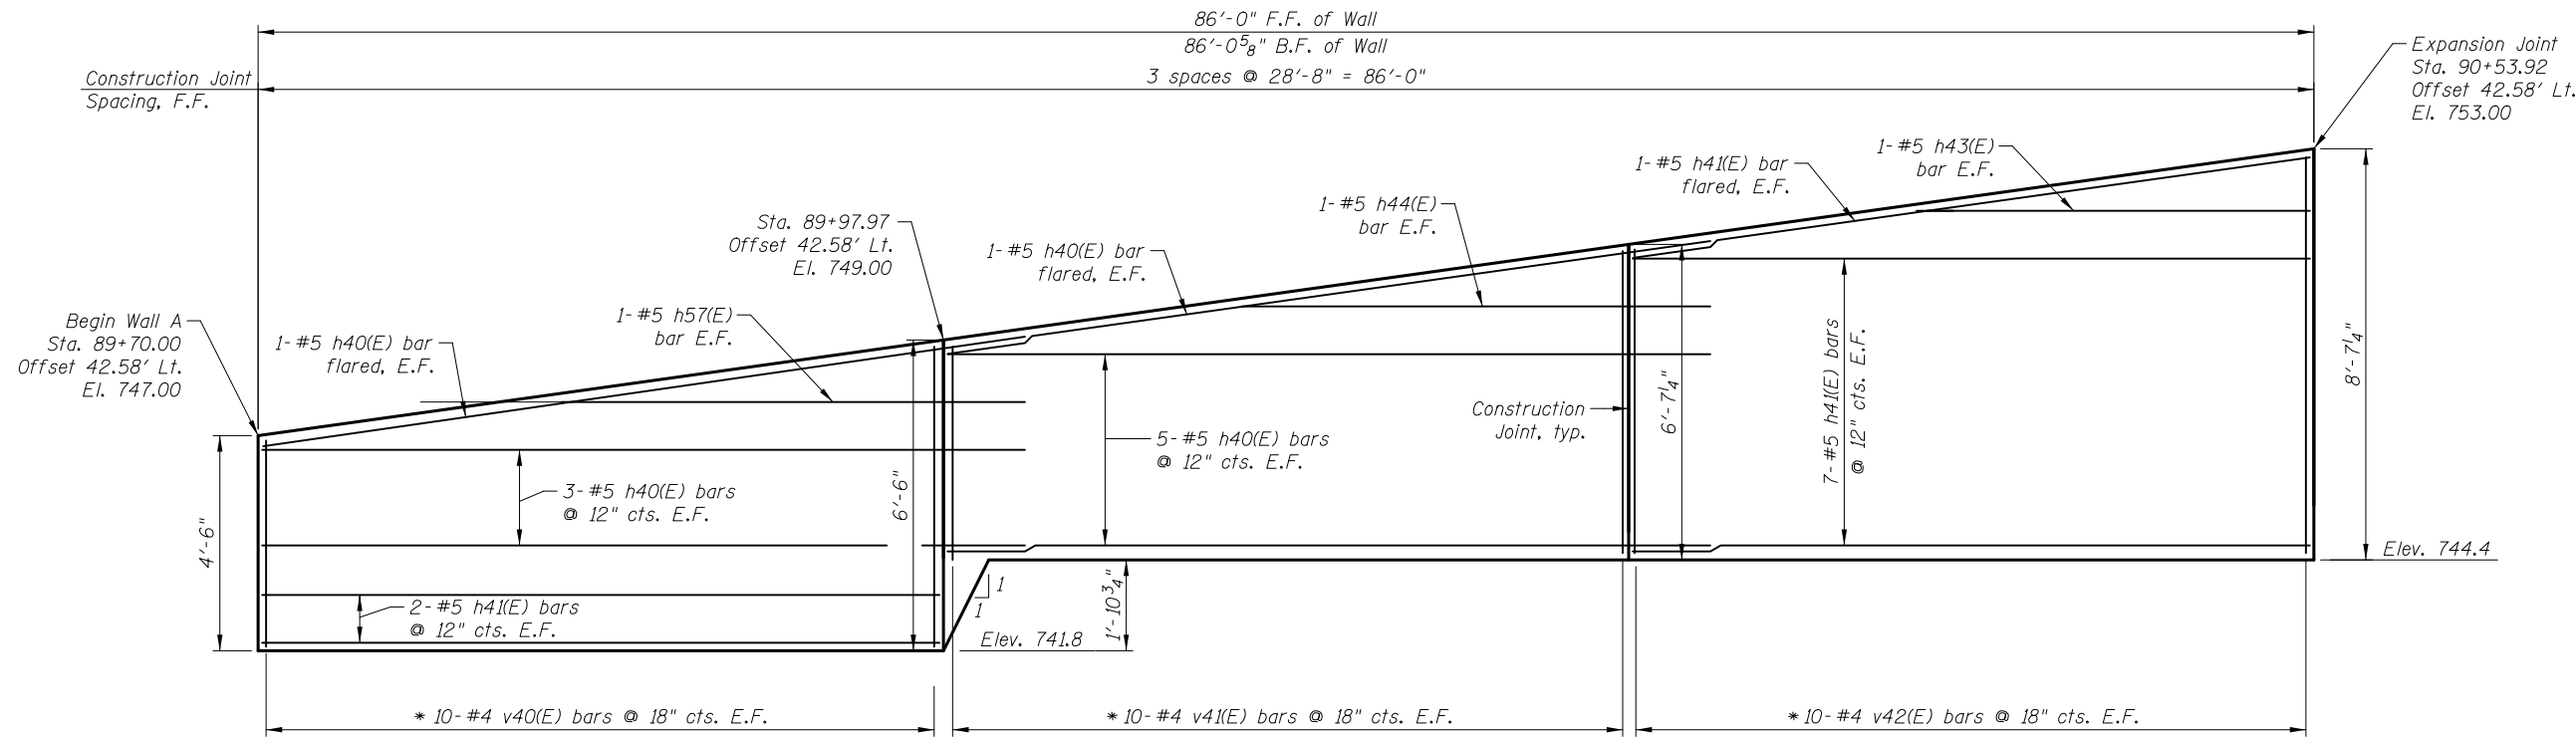 86'-0" F.F. of Wall
86'-0⅝" B.F. of Wall
3 spaces @ 28'-8" = 86'-0"
Construction Joint
Spacing, F.F.
Expansion Joint
Sta. 90+53.92
Offset 42.58' Lt.
El. 753.00
1-#5 h43(E)
bar E.F.
1-#5 h41(E) bar
flared, E.F.
1-#5 h44(E)
bar E.F.
Sta. 89+97.97
Offset 42.58' Lt.
El. 749.00
1-#5 h40(E) bar
flared, E.F.
1-#5 h57(E)
bar E.F.
Begin Wall A
Sta. 89+70.00
Offset 42.58' Lt.
El. 747.00
1-#5 h40(E) bar
flared, E.F.
7-#5 h41(E) bars
@ 12" cts. E.F.
8'-7¼"
6'-7¼"
Construction
Joint, typ.
5-#5 h40(E) bars
@ 12" cts. E.F.
3-#5 h40(E) bars
@ 12" cts. E.F.
6'-6"
4'-6"
Elev. 744.4
1
1
1'-10¾"
2-#5 h41(E) bars
@ 12" cts. E.F.
Elev. 741.8
* 10-#4 v40(E) bars @ 18" cts. E.F.
* 10-#4 v41(E) bars @ 18" cts. E.F.
* 10-#4 v42(E) bars @ 18" cts. E.F.